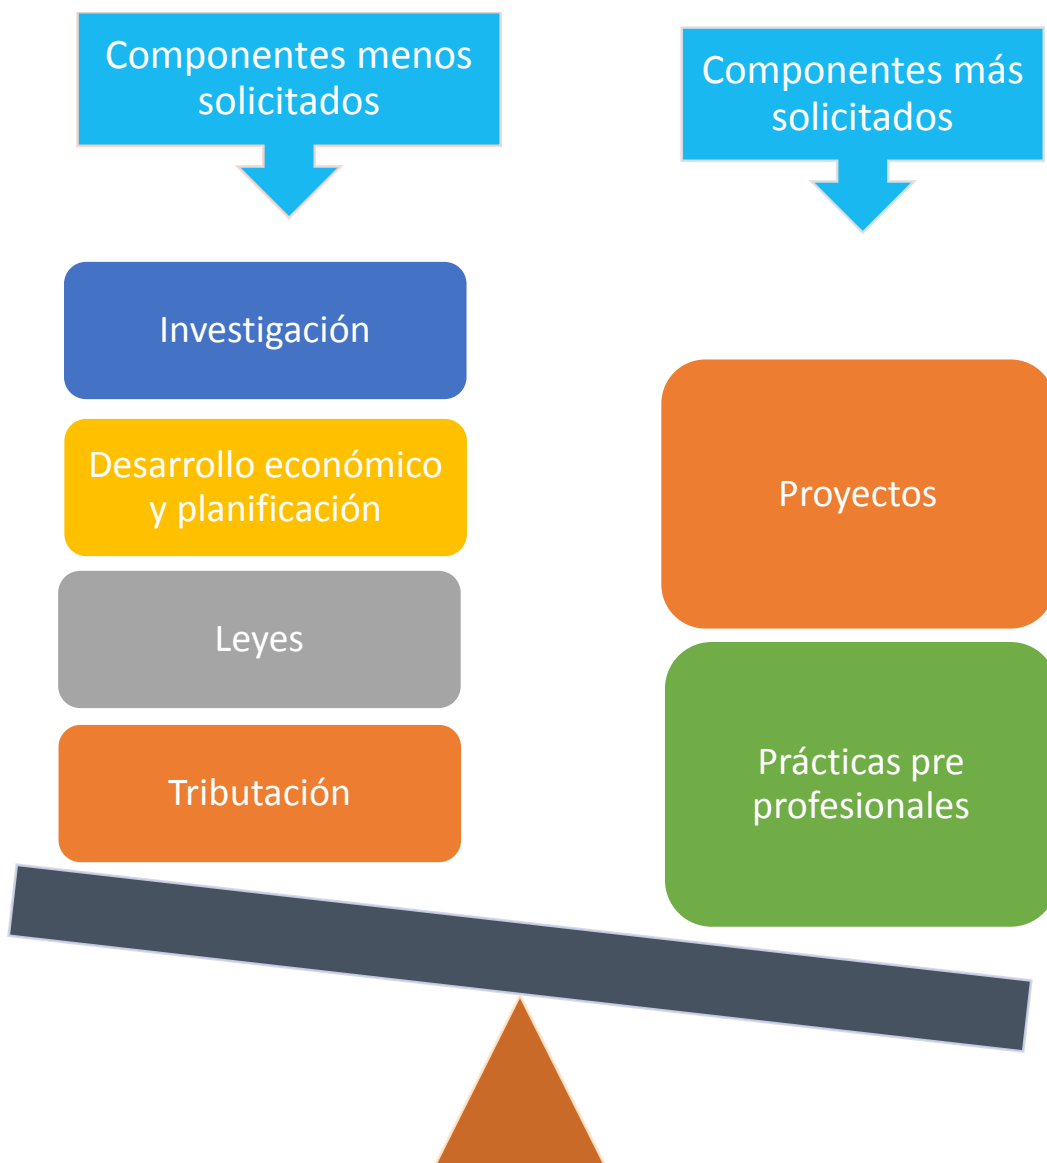 Componentes menos
solicitados
Componentes más
solicitados
Investigación
Desarrollo económico
y planificación
Leyes
Tributación
Proyectos
Prácticas pre
profesionales